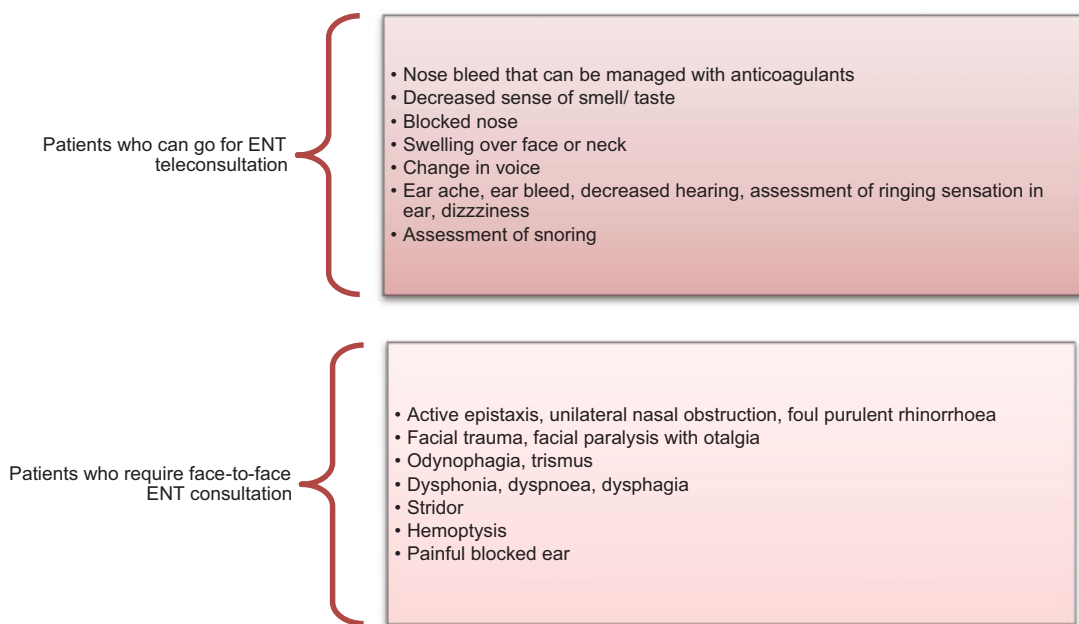 Patients who can go for ENT
teleconsultation
• Nose bleed that can be managed with anticoagulants
• Decreased sense of smell/ taste
• Blocked nose
• Swelling over face or neck
• Change in voice
• Ear ache, ear bleed, decreased hearing, assessment of ringing sensation in
ear, dizzziness
• Assessment of snoring
Patients who require face-to-face
ENT consultation
• Active epistaxis, unilateral nasal obstruction, foul purulent rhinorrhoea
• Facial trauma, facial paralysis with otalgia
• Odynophagia, trismus
• Dysphonia, dyspnoea, dysphagia
• Stridor
• Hemoptysis
• Painful blocked ear